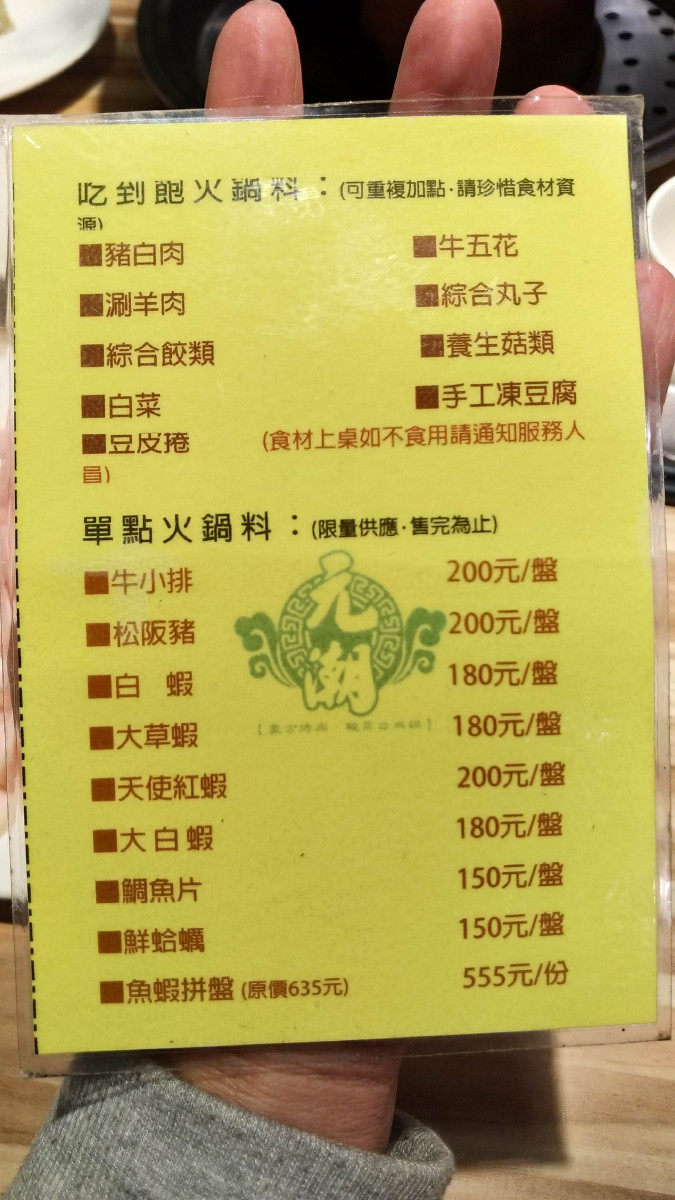 吃到飽火鍋料：(可重複加點·請珍惜食材資
源)
■豬白肉 ■牛五花
■涮羊肉 ■綜合丸子
■綜合餃類 ■養生菇類
■白菜 ■手工凍豆腐
■豆皮捲 (食材上桌如不食用請通知服務人
員)
單點火鍋料：(限量供應·售完為止)
■牛小排 200元/盤
■松阪豬 200元/盤
■白 蝦 180元/盤
■大草蝦 180元/盤
■天使紅蝦 200元/盤
■大白蝦 180元/盤
■鯛魚片 150元/盤
■鮮蛤蠣 150元/盤
■魚蝦拼盤 (原價635元) 555元/份
元
潮